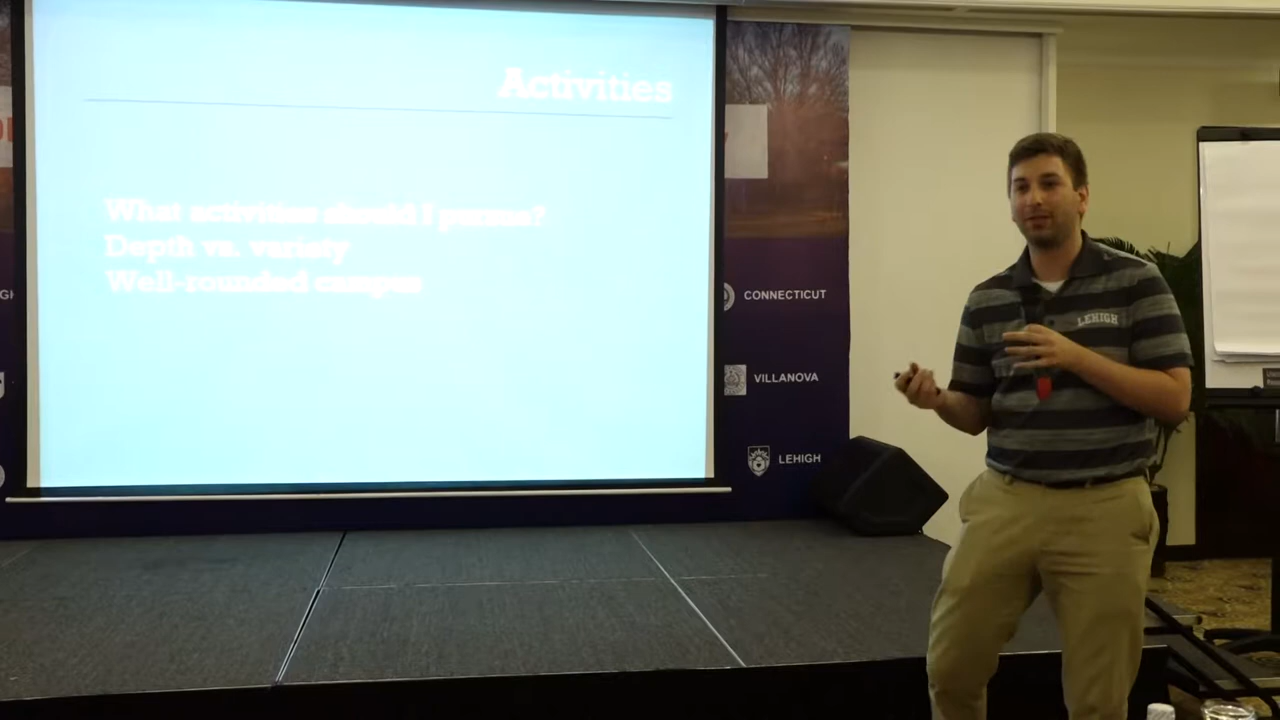 Activities
What activities should I pursue?
Depth vs. variety
Well-rounded campus
CONNECTICUT
VILLANOVA
LEHIGH
LEHIGH